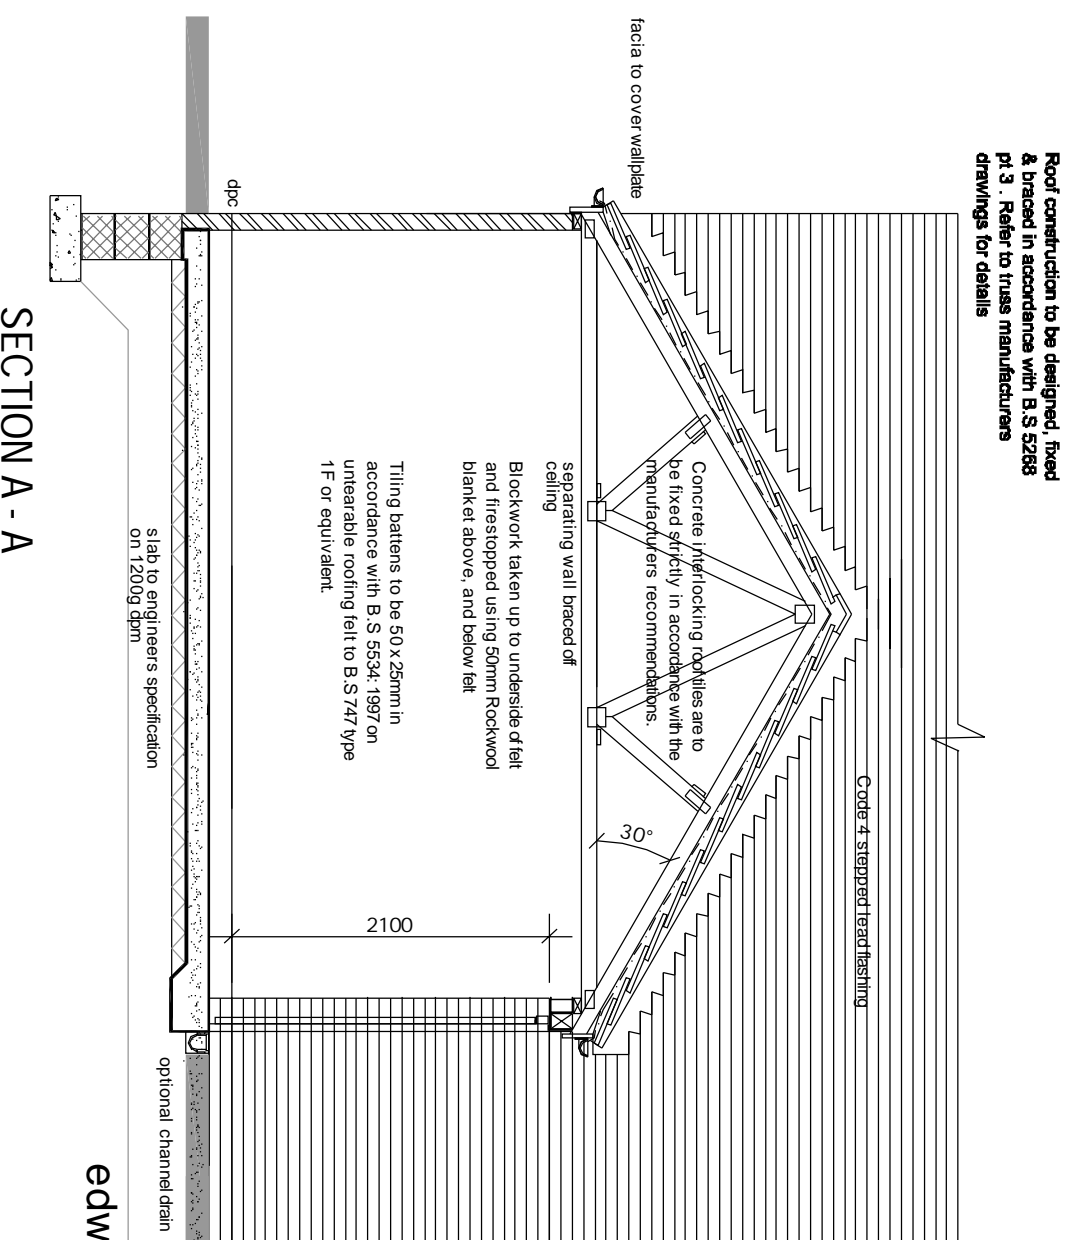 Roof construction to be designed, fixed
& braced in accordance with B.S 5268
pt 3 . Refer to truss manufacturers
drawings for details
facia to cover wallplate
Code 4 stepped lead flashing
Concrete interlocking roof tiles are to
be fixed strictly in accordance with the
manufacturers recommendations.
30°
separating wall braced off
ceiling
Blockwork taken up to underside of felt
and firestopped using 50mm Rockwool
blanket above, and below felt
Tiling battens to be 50 x 25mm in
accordance with B.S 5534: 1997 on
untearable roofing felt to B.S 747 type
1F or equivalent.
2100
dpc
slab to engineers specification
on 1200g dpm
optional channel drain
SECTION A - A
edw